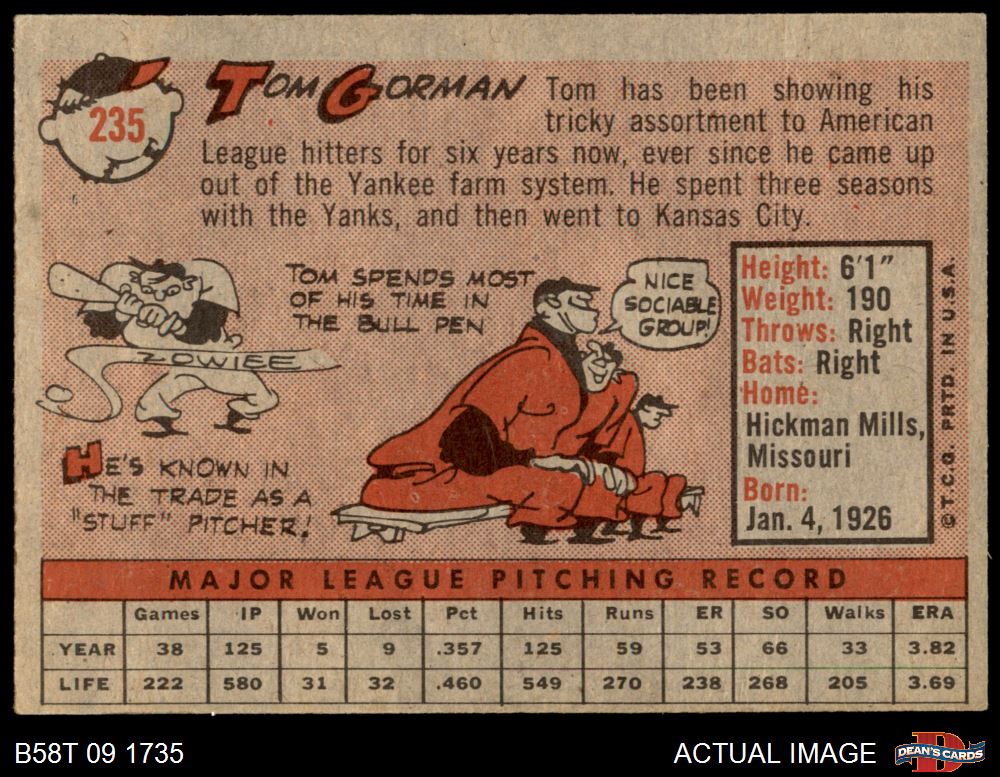 235
TOM GORMAN
Tom has been showing his
tricky assortment to American
League hitters for six years now, ever since he came up
out of the Yankee farm system. He spent three seasons
with the Yanks, and then went to Kansas City.
ZOWIEE
HE'S KNOWN IN
THE TRADE AS A
"STUFF" PITCHER!
TOM SPENDS MOST
OF HIS TIME IN
THE BULL PEN
NICE
SOCIABLE
GROUP!
Height: 6'1"
Weight: 190
Throws: Right
Bats: Right
Home:
Hickman Mills,
Missouri
Born:
Jan. 4, 1926
© T.C.G. PRTD. IN U.S.A.
MAJOR LEAGUE PITCHING RECORD
Games IP Won Lost Pct Hits Runs ER SO Walks ERA
YEAR 38 125 5 9 .357 125 59 53 66 33 3.82
LIFE 222 580 31 32 .460 549 270 238 268 205 3.69
B58T 09 1735
ACTUAL IMAGE
D
DEAN'S CARDS